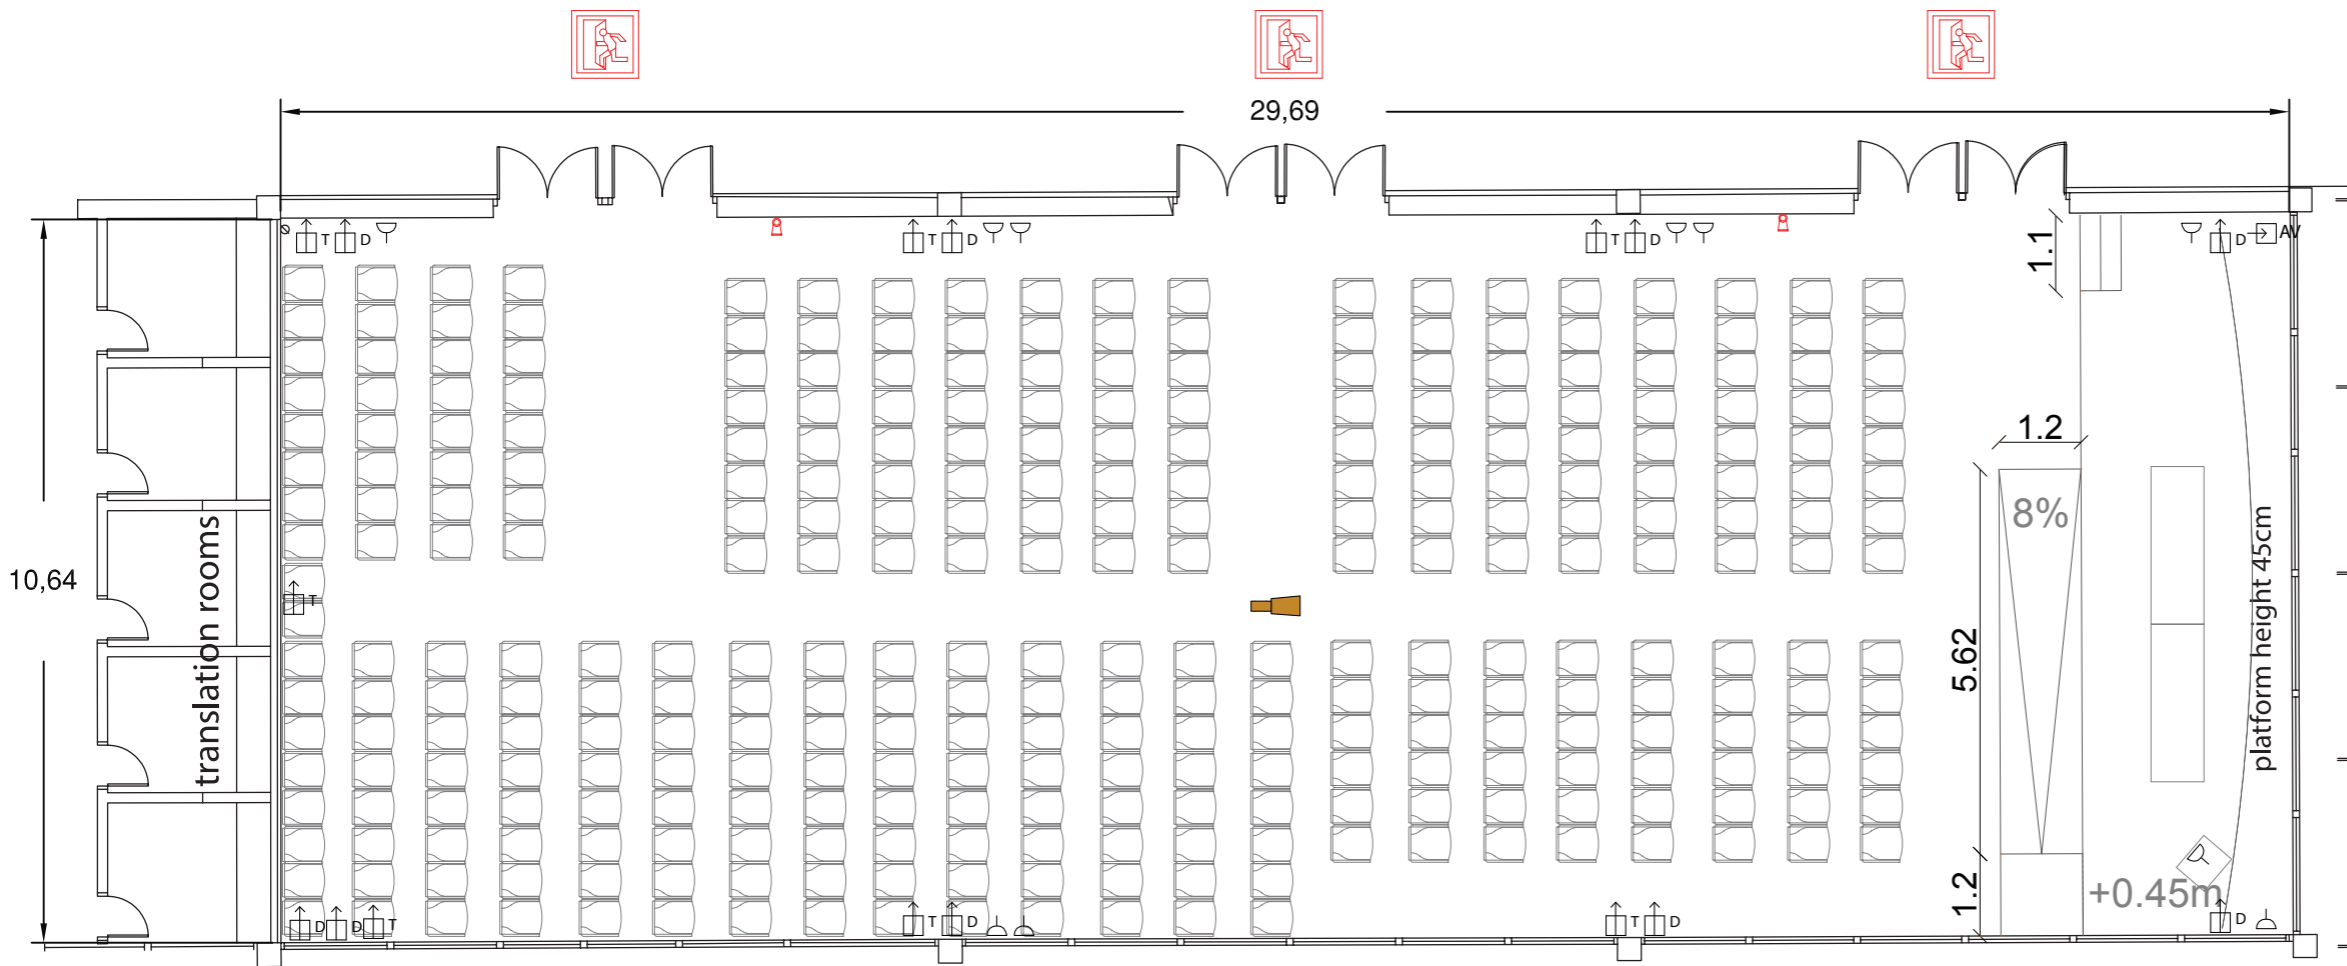 29,69
T D
T D
T D
D AV
1.1
1.2
8%
10,64
translation rooms
T
5.62
platform height 45cm
1.2
+0.45m
D D T
T D
T D
D